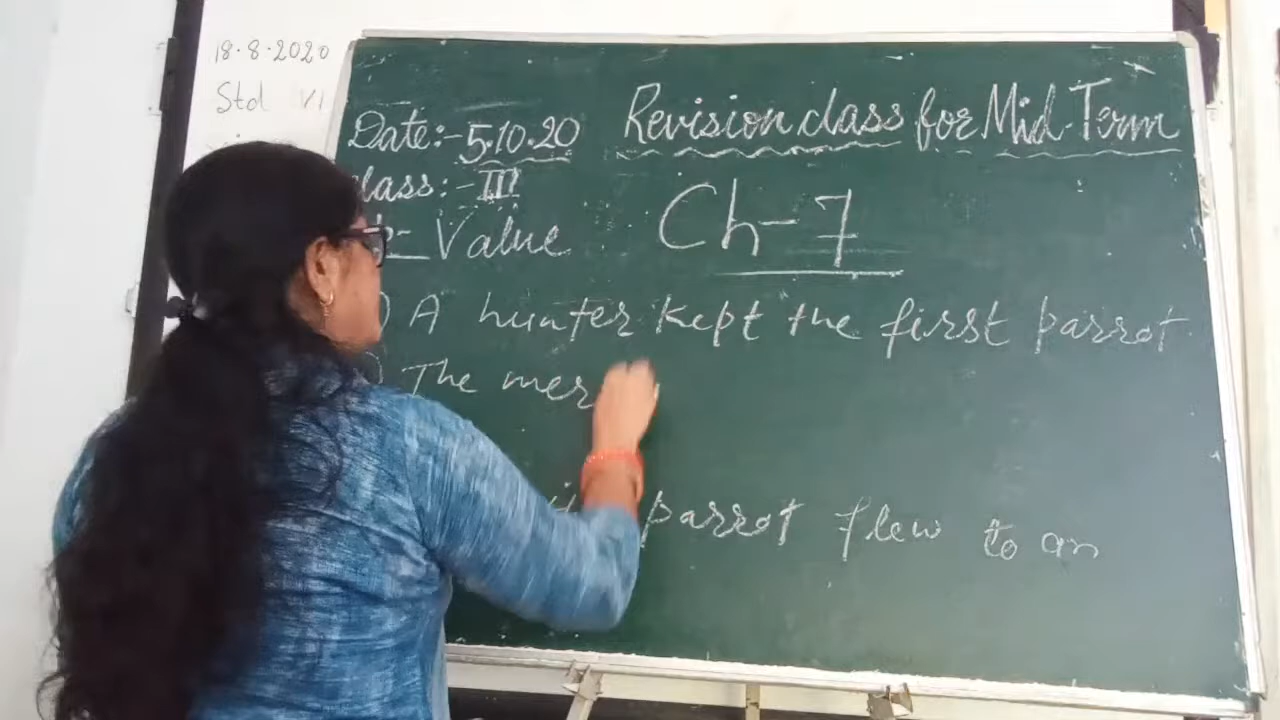 18.8.2020
Std VI
Date:- 5.10.20 Revision class for Mid-Term
class:- III
Value Ch-7
) A hunter kept the first parrot
) The mer
parrot flew to an